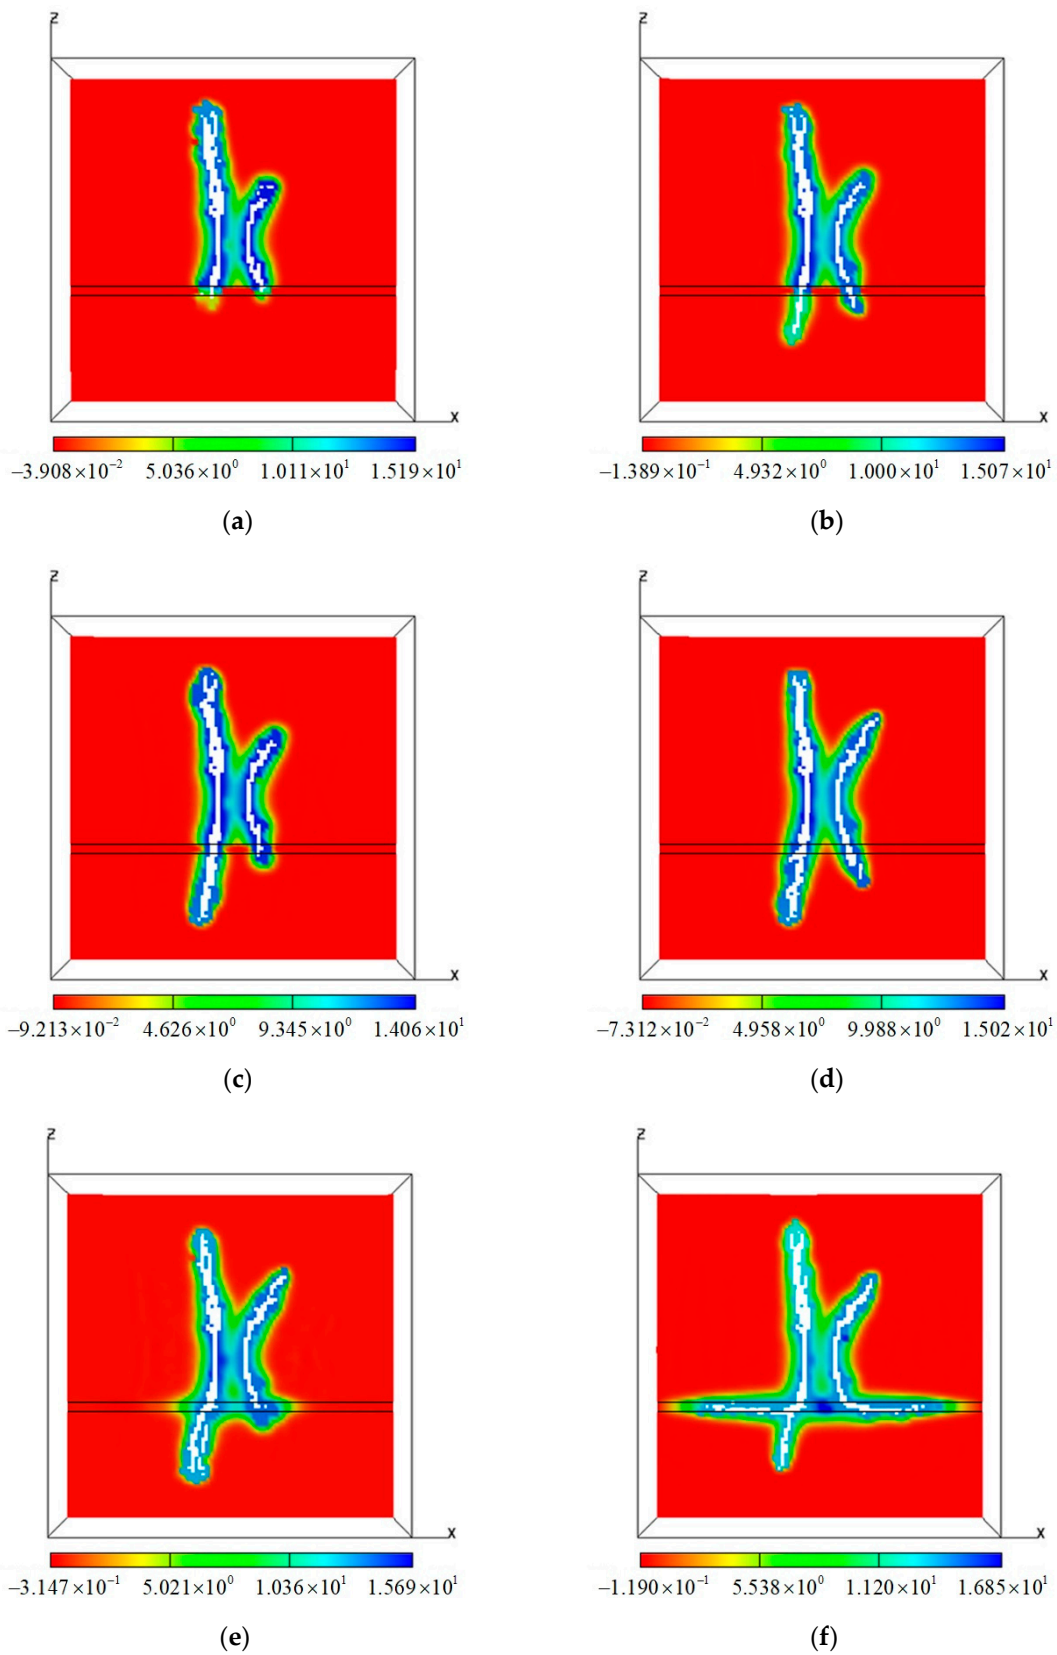 Z Z
X X
−3.908×10⁻² 5.036×10⁰ 1.011×10¹ 1.519×10¹ −1.389×10⁻¹ 4.932×10⁰ 1.000×10¹ 1.507×10¹
(a) (b)
Z Z
X X
−9.213×10⁻² 4.626×10⁰ 9.345×10⁰ 1.406×10¹ −7.312×10⁻² 4.958×10⁰ 9.988×10⁰ 1.502×10¹
(c) (d)
Z Z
X X
−3.147×10⁻¹ 5.021×10⁰ 1.036×10¹ 1.569×10¹ −1.190×10⁻¹ 5.538×10⁰ 1.120×10¹ 1.685×10¹
(e) (f)